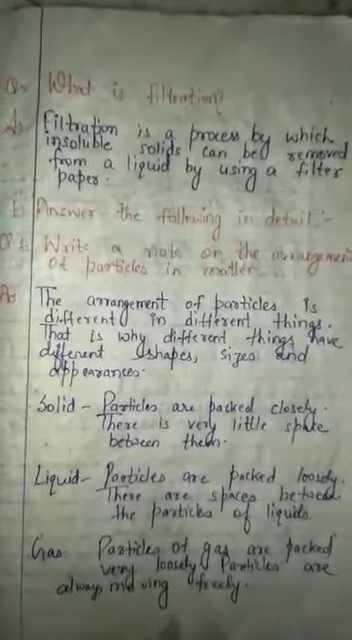 Q. What is filtration?
A. Filtration is a process by which
insoluble solids can be removed
from a liquid by using a filter
paper.
E. Answer the following in detail:-
Q1. Write a note on the arrangement
of particles in matter.
A. The arrangement of particles is
different in different things.
That is why different things have
different shapes, sizes and
appearances.
Solid - Particles are packed closely.
There is very little space
between them.
Liquid - Particles are packed loosely.
There are spaces between
the particles of liquids
Gas Particles of gas are packed
very loosely Particles are
always moving freely.